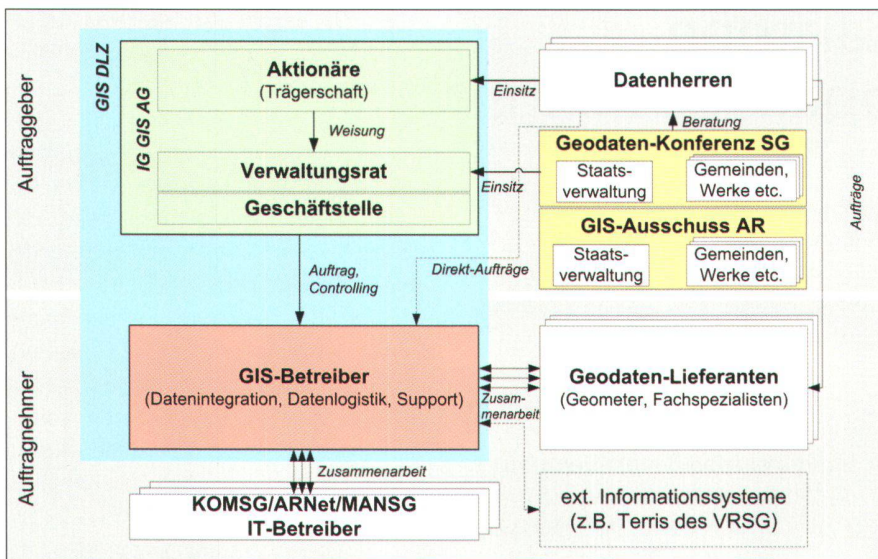 Auftraggeber
GIS DLZ
IG GIS AG
Aktionäre
(Trägerschaft)
Weisung
Verwaltungsrat
Geschäftstelle
Einsitz
Datenherren
Beratung
Geodaten-Konferenz SG
Staats-
verwaltung
Gemeinden,
Werke etc.
Einsitz
GIS-Ausschuss AR
Staats-
verwaltung
Gemeinden,
Werke etc.
Aufträge
Auftrag,
Controlling
Direkt-Aufträge
Auftragnehmer
GIS-Betreiber
(Datenintegration, Datenlogistik, Support)
Zusam-
menarbeit
Geodaten-Lieferanten
(Geometer, Fachspezialisten)
Zusammenarbeit
KOMSG/ARNet/MANSG
IT-Betreiber
ext. Informationssysteme
(z.B. Terris des VRSG)